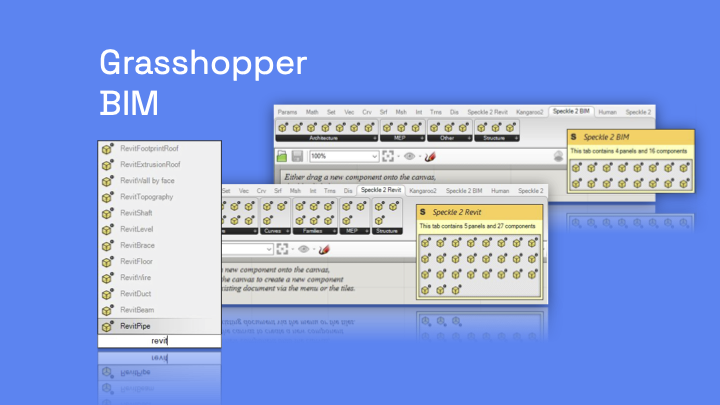 Grasshopper
BIM
Params Math Set Vec Crv Srf Msh Int Trns Dis Speckle 2 Revit Kangaroo2 Speckle 2 BIM Human Speckle 2
Architecture MEP Other Structure
100%
Either drag a new component onto the canvas,
S Speckle 2 BIM
This tab contains 4 panels and 16 components
Set Vec Crv Srf Msh Int Trns Dis Speckle 2 Revit Kangaroo2 Speckle 2 BIM Human Speckle 2
Curves Families MEP Structure
new component onto the canvas,
the canvas to create a new component
existing document via the menu or the tiles.
S Speckle 2 Revit
This tab contains 5 panels and 27 components
RevitFootprintRoof
RevitExtrusionRoof
RevitWall by face
RevitTopography
RevitShaft
RevitLevel
RevitBrace
RevitFloor
RevitWire
RevitDuct
RevitBeam
RevitPipe
revit